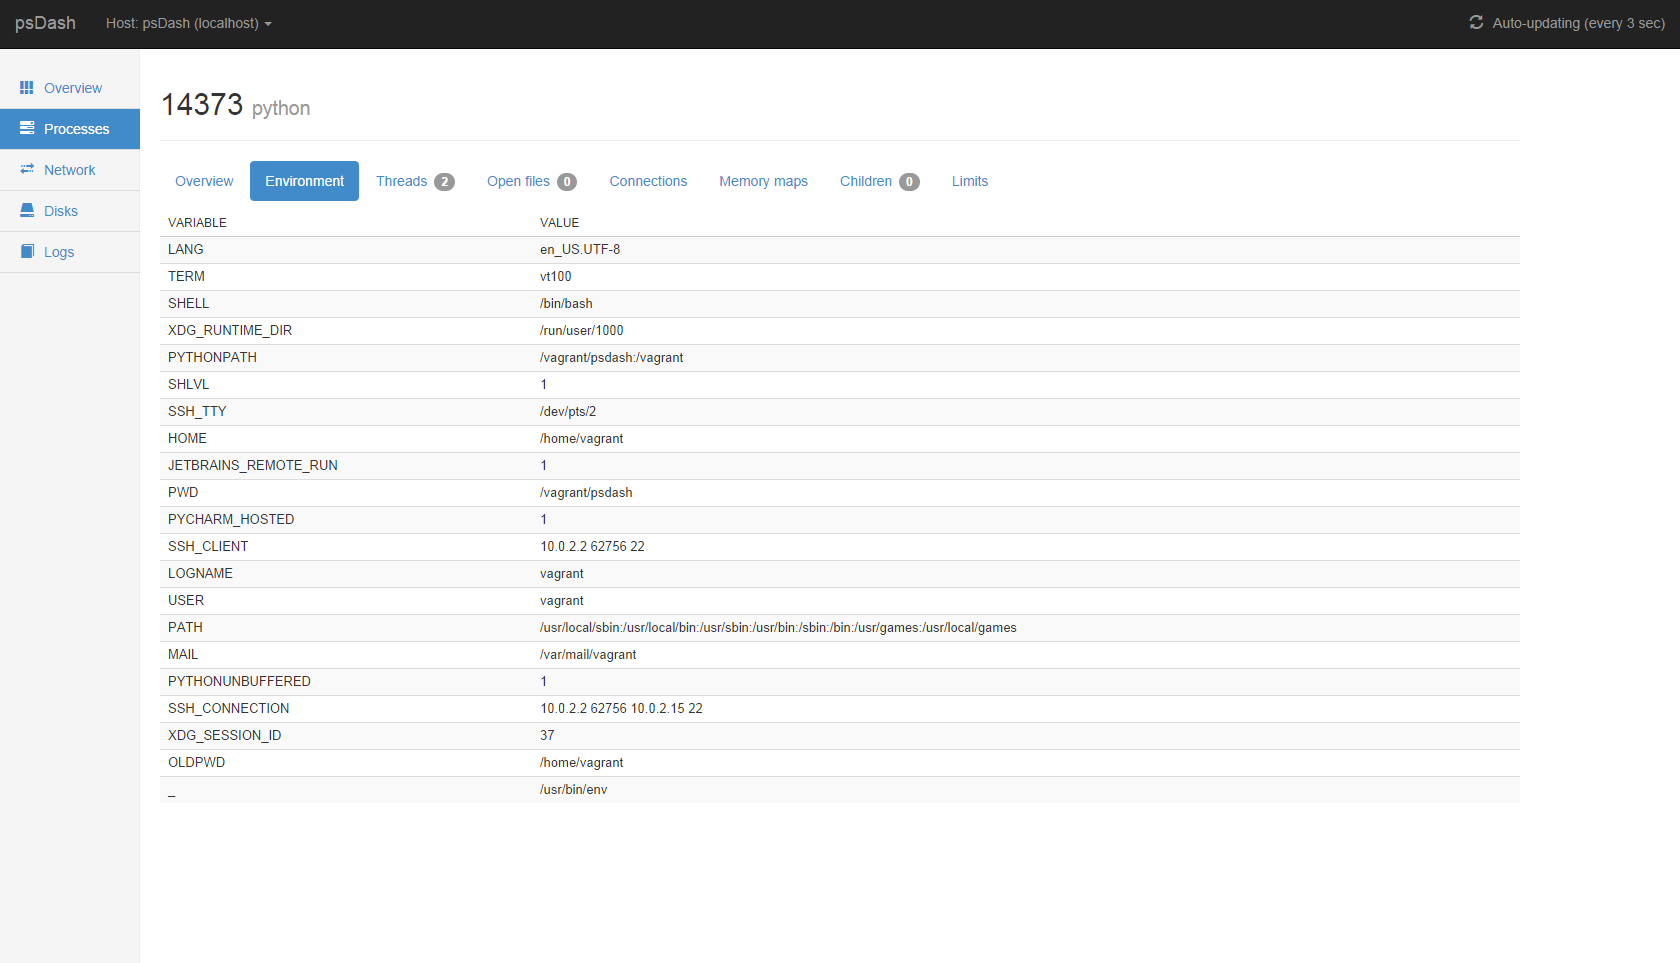 psDash Host: psDash (localhost) Auto-updating (every 3 sec)
Overview
Processes
Network
Disks
Logs
14373 python
Overview Environment Threads 2 Open files 0 Connections Memory maps Children 0 Limits
VARIABLE VALUE
LANG en_US.UTF-8
TERM vt100
SHELL /bin/bash
XDG_RUNTIME_DIR /run/user/1000
PYTHONPATH /vagrant/psdash:/vagrant
SHLVL 1
SSH_TTY /dev/pts/2
HOME /home/vagrant
JETBRAINS_REMOTE_RUN 1
PWD /vagrant/psdash
PYCHARM_HOSTED 1
SSH_CLIENT 10.0.2.2 62756 22
LOGNAME vagrant
USER vagrant
PATH /usr/local/sbin:/usr/local/bin:/usr/sbin:/usr/bin:/sbin:/bin:/usr/games:/usr/local/games
MAIL /var/mail/vagrant
PYTHONUNBUFFERED 1
SSH_CONNECTION 10.0.2.2 62756 10.0.2.15 22
XDG_SESSION_ID 37
OLDPWD /home/vagrant
_ /usr/bin/env